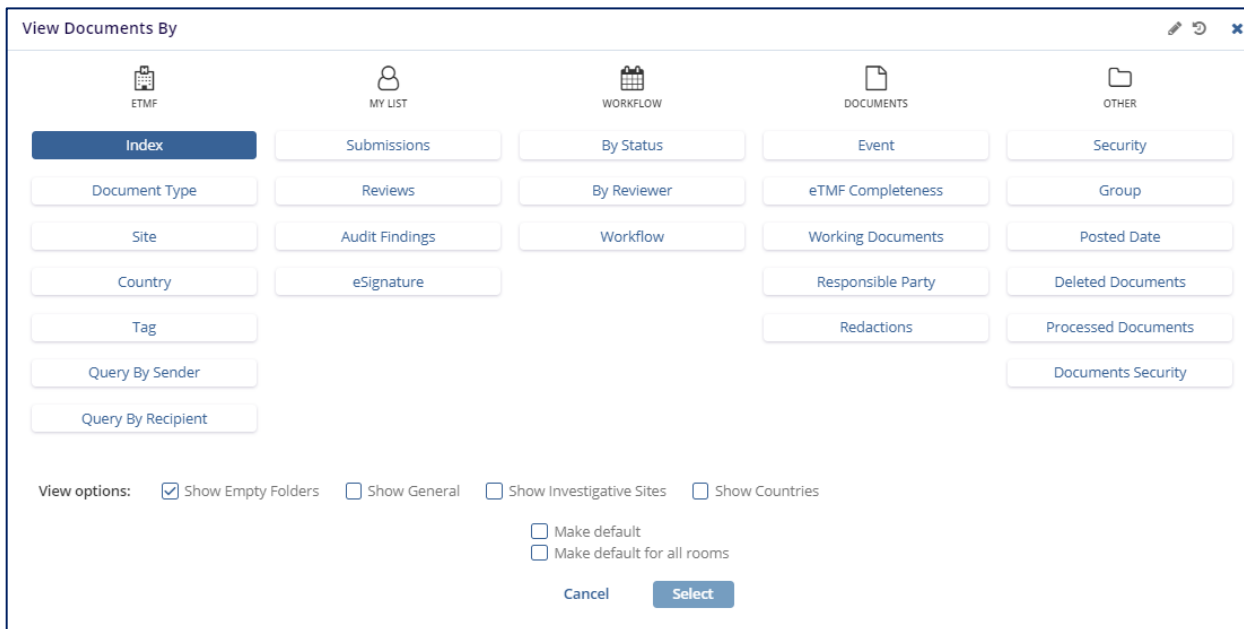 View Documents By
ETMF MY LIST WORKFLOW DOCUMENTS OTHER
Index Submissions By Status Event Security
Document Type Reviews By Reviewer eTMF Completeness Group
Site Audit Findings Workflow Working Documents Posted Date
Country eSignature Responsible Party Deleted Documents
Tag Redactions Processed Documents
Query By Sender Documents Security
Query By Recipient
View options: Show Empty Folders Show General Show Investigative Sites Show Countries
Make default
Make default for all rooms
Cancel Select